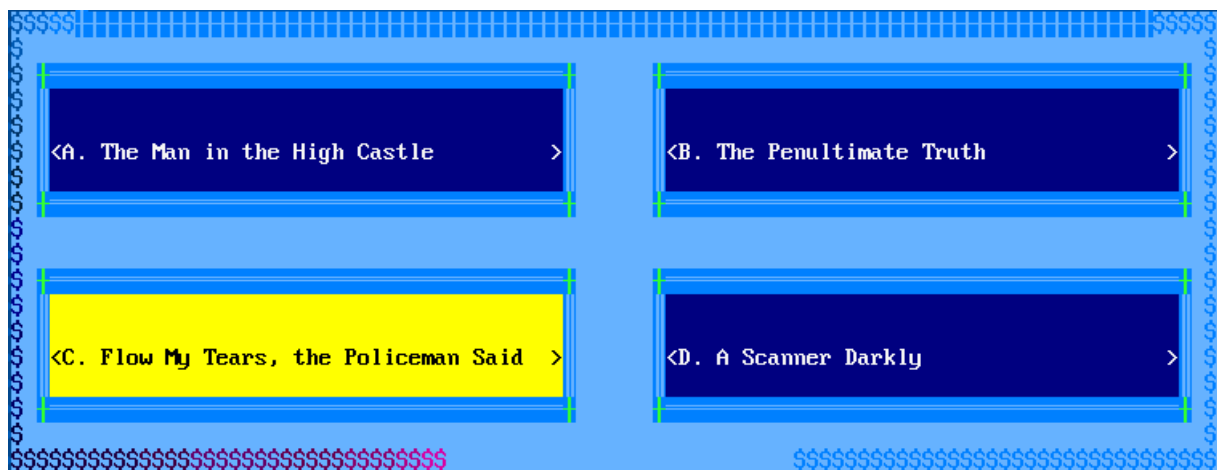 <A. The Man in the High Castle >
<B. The Penultimate Truth >
<C. Flow My Tears, the Policeman Said >
<D. A Scanner Darkly >